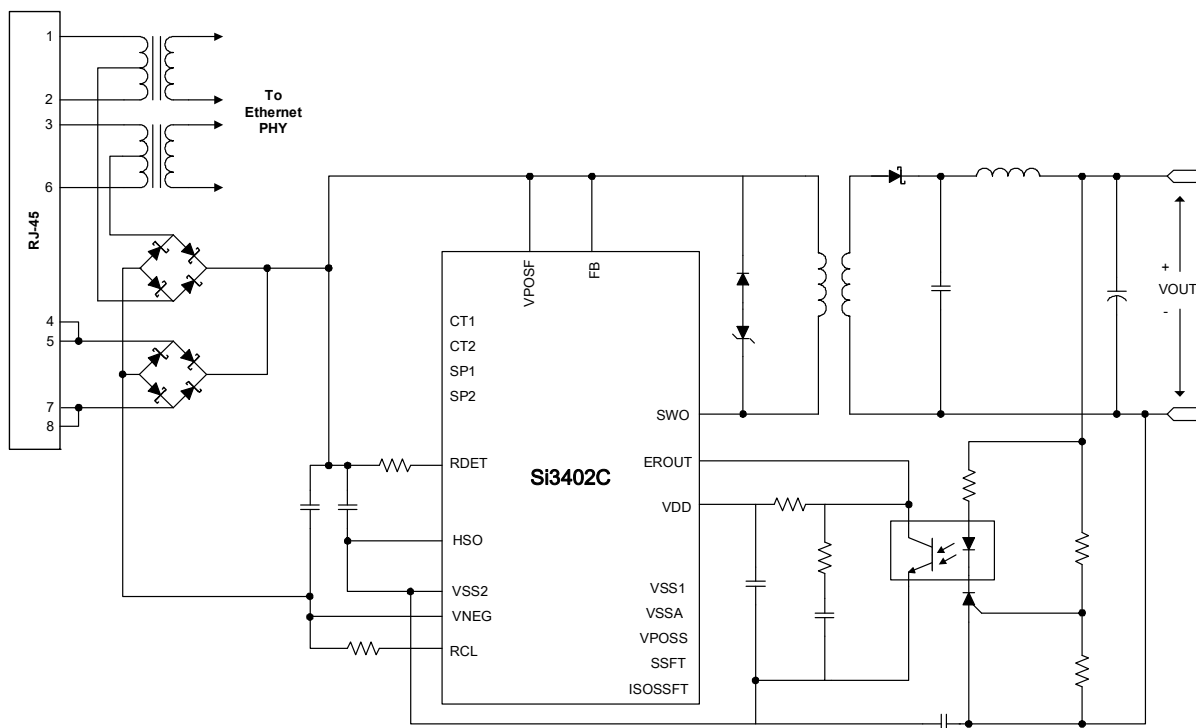 1
2
3
6
RJ-45
4
5
7
8
To
Ethernet
PHY
VPOSF
FB
CT1
CT2
SP1
SP2
RDET
HSO
VSS2
VNEG
RCL
Si3402C
SWO
EROUT
VDD
VSS1
VSSA
VPOSS
SSFT
ISOSSFT
+
VOUT
-